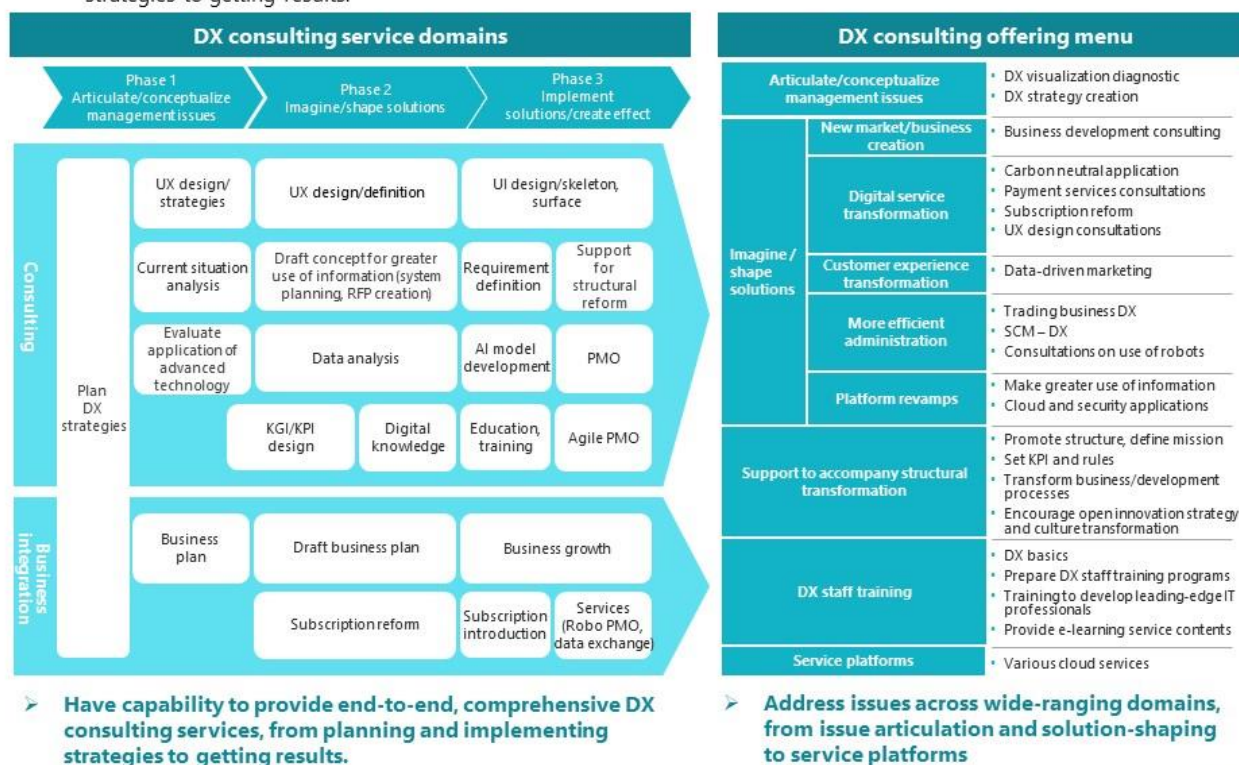 strategies to getting results.
DX consulting service domains
Phase 1
Articulate/conceptualize
management issues
Phase 2
Imagine/shape solutions
Phase 3
Implement
solutions/create effect
Consulting
Plan
DX
strategies
UX design/
strategies
UX design/definition
UI design/skeleton,
surface
Current situation
analysis
Draft concept for greater
use of information (system
planning, RFP creation)
Requirement
definition
Support
for
structural
reform
Evaluate
application of
advanced
technology
Data analysis
AI model
development
PMO
KGI/KPI
design
Digital
knowledge
Education,
training
Agile PMO
Business
integration
Business
plan
Draft business plan
Business growth
Subscription reform
Subscription
introduction
Services
(Robo PMO,
data exchange)
➢ Have capability to provide end-to-end, comprehensive DX
consulting services, from planning and implementing
strategies to getting results.
DX consulting offering menu
Articulate/conceptualize
management issues
• DX visualization diagnostic
• DX strategy creation
Imagine /
shape
solutions
New market/business
creation
• Business development consulting
Digital service
transformation
• Carbon neutral application
• Payment services consultations
• Subscription reform
• UX design consultations
Customer experience
transformation
• Data-driven marketing
More efficient
administration
• Trading business DX
• SCM – DX
• Consultations on use of robots
Platform revamps
• Make greater use of information
• Cloud and security applications
Support to accompany structural
transformation
• Promote structure, define mission
• Set KPI and rules
• Transform business/development
processes
• Encourage open innovation strategy
and culture transformation
DX staff training
• DX basics
• Prepare DX staff training programs
• Training to develop leading-edge IT
professionals
• Provide e-learning service contents
Service platforms
• Various cloud services
➢ Address issues across wide-ranging domains,
from issue articulation and solution-shaping
to service platforms